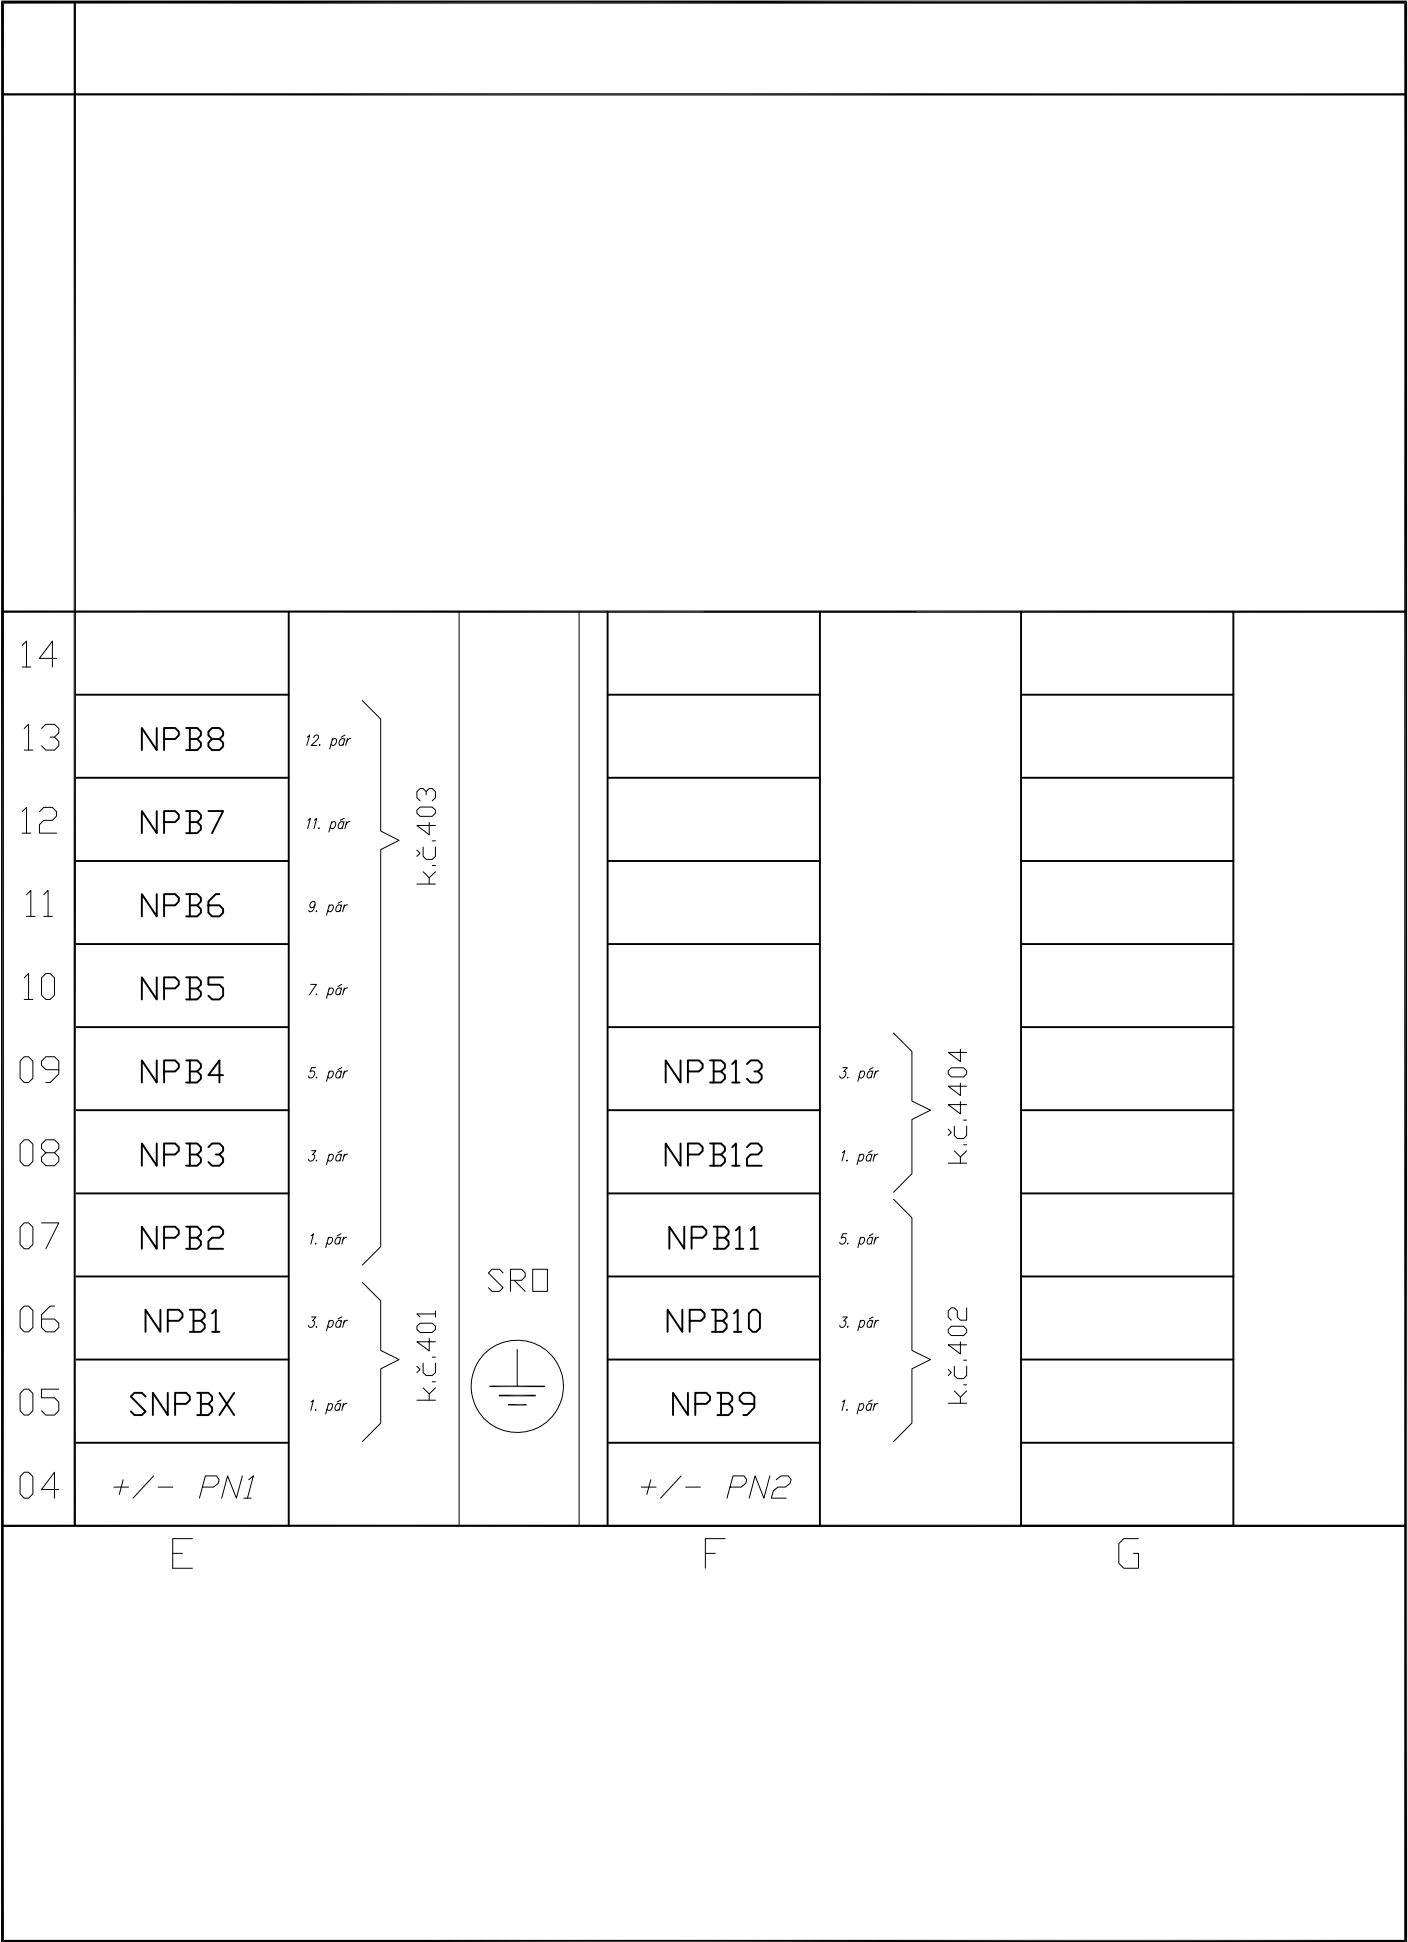 14
13 NPB8 12. pár
12 NPB7 11. pár
k.č.403
11 NPB6 9. pár
10 NPB5 7. pár
09 NPB4 5. pár NPB13 3. pár
k.č.4404
08 NPB3 3. pár NPB12 1. pár
07 NPB2 1. pár NPB11 5. pár
SRO
06 NPB1 3. pár NPB10 3. pár
k.č.401 k.č.402
05 SNPBX 1. pár NPB9 1. pár
04 +/- PN1 +/- PN2
E F G